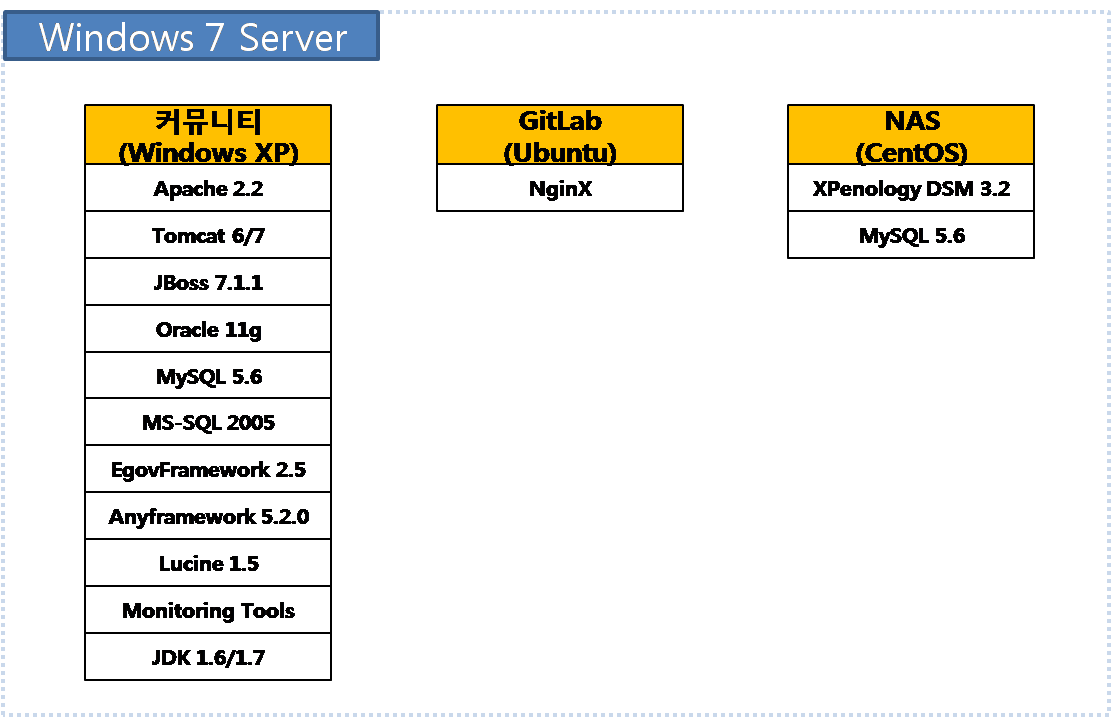 Windows 7 Server
커뮤니티
(Windows XP)
Apache 2.2
Tomcat 6/7
JBoss 7.1.1
Oracle 11g
MySQL 5.6
MS-SQL 2005
EgovFramework 2.5
Anyframework 5.2.0
Lucine 1.5
Monitoring Tools
JDK 1.6/1.7
GitLab
(Ubuntu)
NginX
NAS
(CentOS)
XPenology DSM 3.2
MySQL 5.6